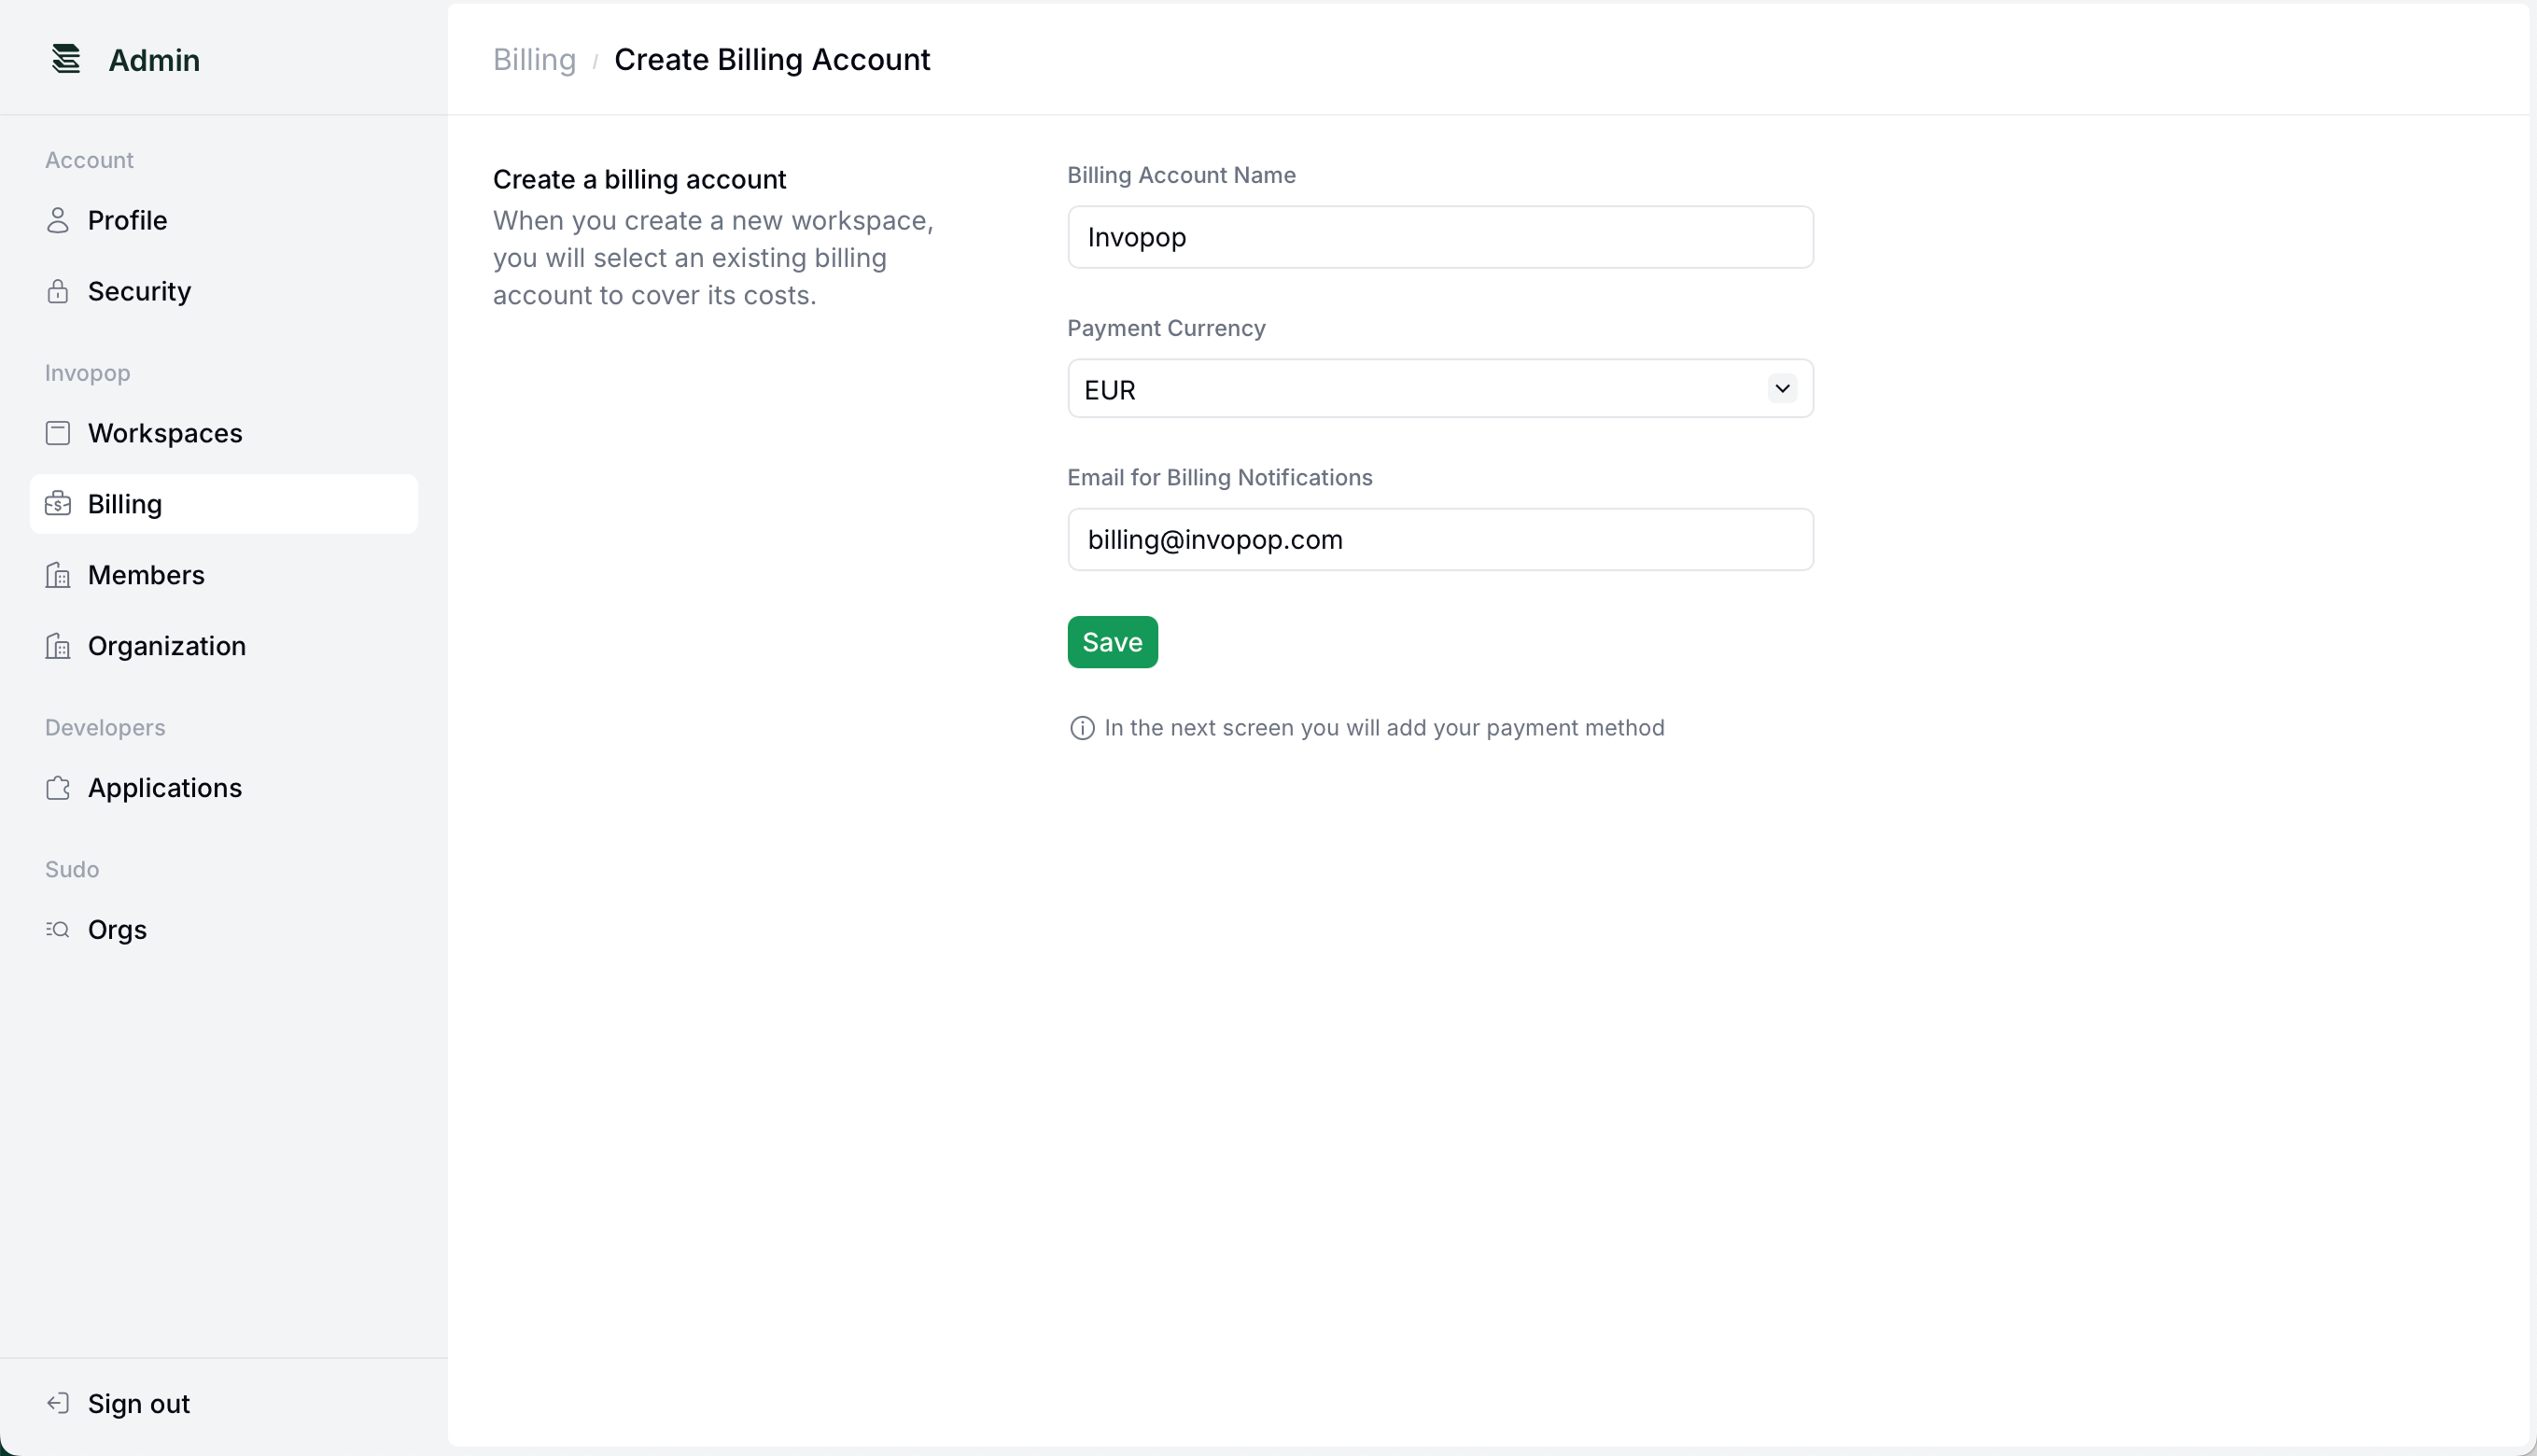 Admin
Account
Profile
Security
Invopop
Workspaces
Billing
Members
Organization
Developers
Applications
Sudo
Orgs
Sign out
Billing / Create Billing Account
Create a billing account
When you create a new workspace,
you will select an existing billing
account to cover its costs.
Billing Account Name
Invopop
Payment Currency
EUR
Email for Billing Notifications
billing@invopop.com
Save
In the next screen you will add your payment method